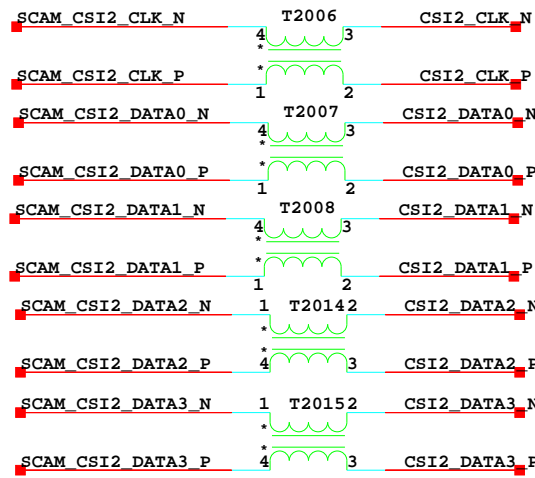 SCAM_CSI2_CLK_N T2006 CSI2_CLK_N
4 3
*
*
SCAM_CSI2_CLK_P 1 2 CSI2_CLK_P
SCAM_CSI2_DATA0_N T2007 CSI2_DATA0_N
4 3
*
*
SCAM_CSI2_DATA0_P 1 2 CSI2_DATA0_P
SCAM_CSI2_DATA1_N T2008 CSI2_DATA1_N
4 3
*
*
SCAM_CSI2_DATA1_P 1 2 CSI2_DATA1_P
SCAM_CSI2_DATA2_N 1 T2014 2 CSI2_DATA2_N
*
*
SCAM_CSI2_DATA2_P 4 3 CSI2_DATA2_P
SCAM_CSI2_DATA3_N 1 T2015 2 CSI2_DATA3_N
*
*
SCAM_CSI2_DATA3_P 4 3 CSI2_DATA3_P